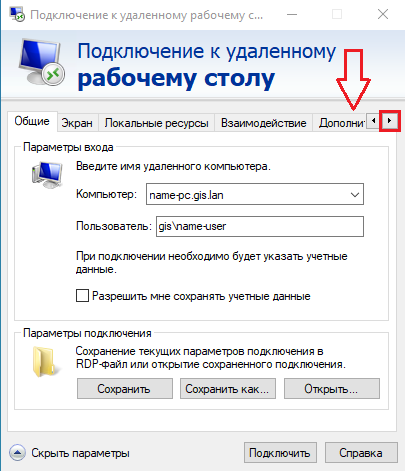 Подключение к удаленному рабочему с...
Подключение к удаленному
рабочему столу
Общие Экран Локальные ресурсы Взаимодействие Дополнит
Параметры входа
Введите имя удаленного компьютера.
Компьютер: name-pc.gis.lan
Пользователь: gis\name-user
При подключении необходимо будет указать учетные
данные.
Разрешить мне сохранять учетные данные
Параметры подключения
Сохранение текущих параметров подключения в
RDP-файл или открытие сохраненного подключения.
Сохранить Сохранить как... Открыть...
Скрыть параметры Подключить Справка